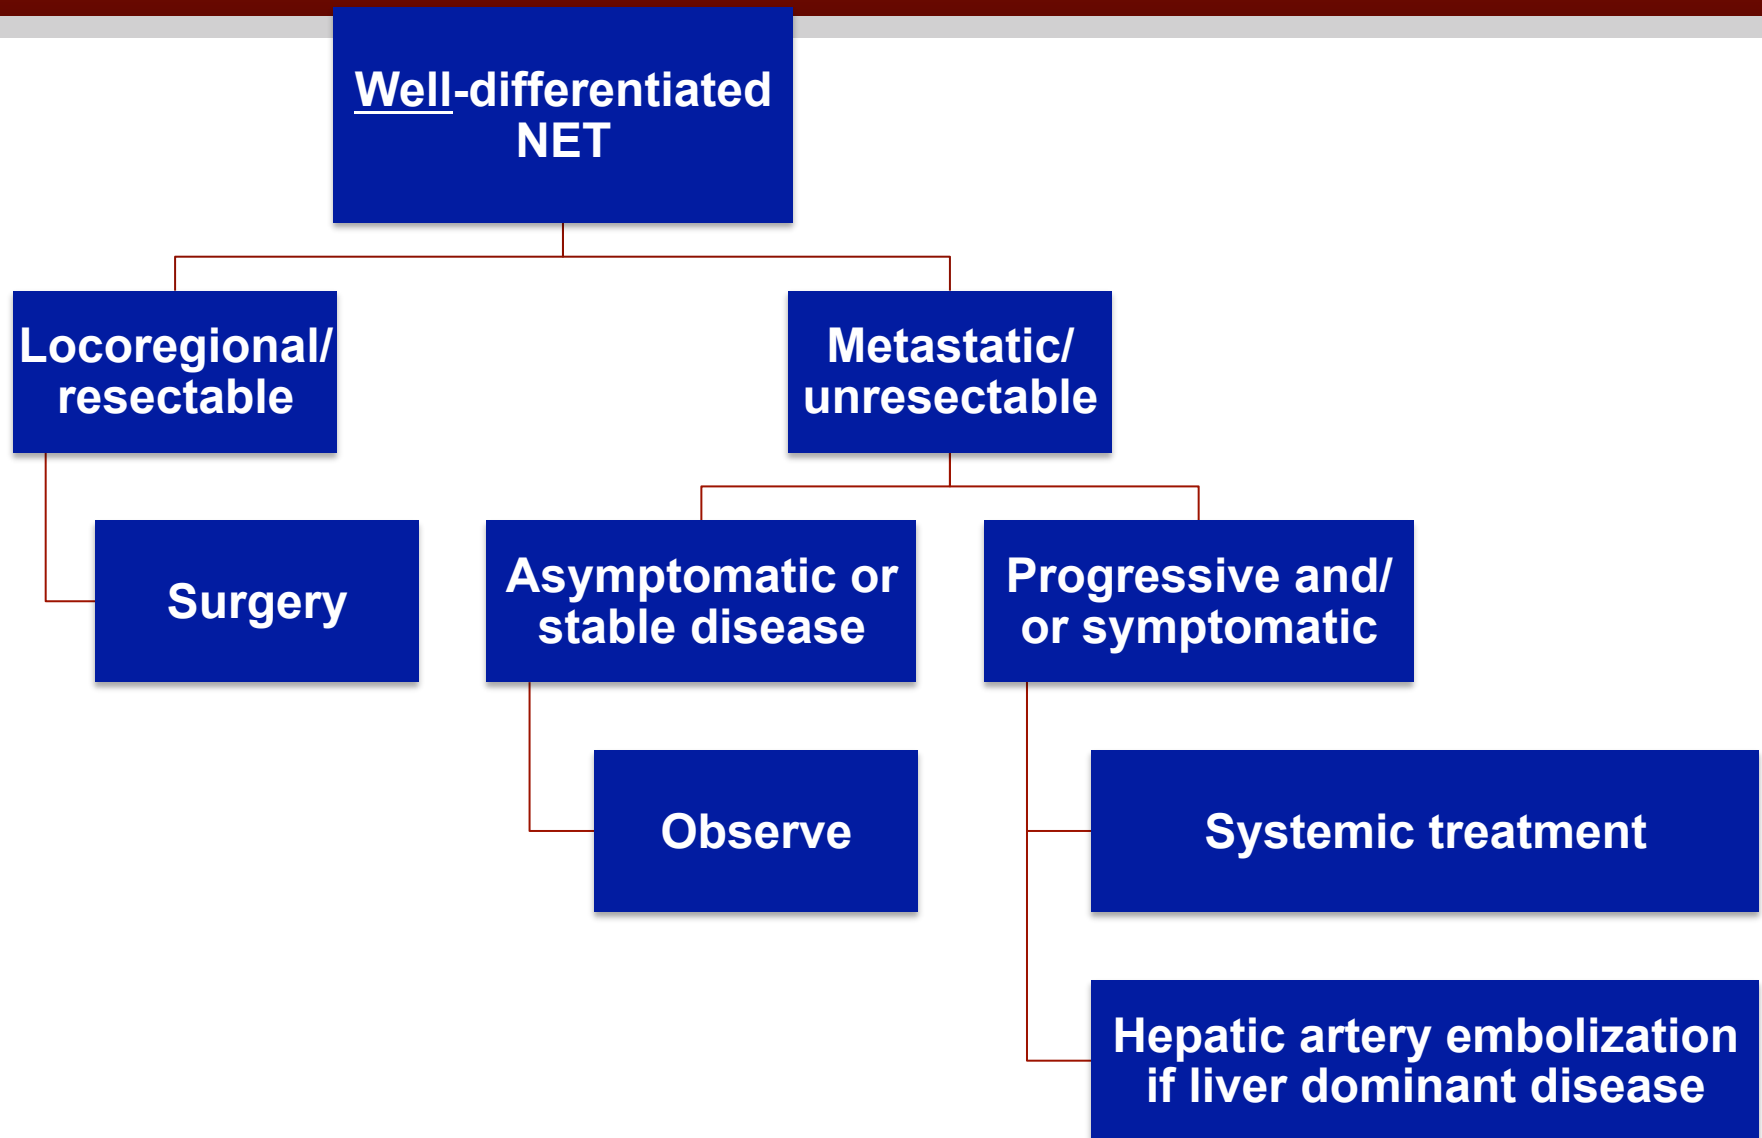 Well-differentiated
NET
Locoregional/
resectable
Metastatic/
unresectable
Surgery
Asymptomatic or
stable disease
Progressive and/
or symptomatic
Observe
Systemic treatment
Hepatic artery embolization
if liver dominant disease